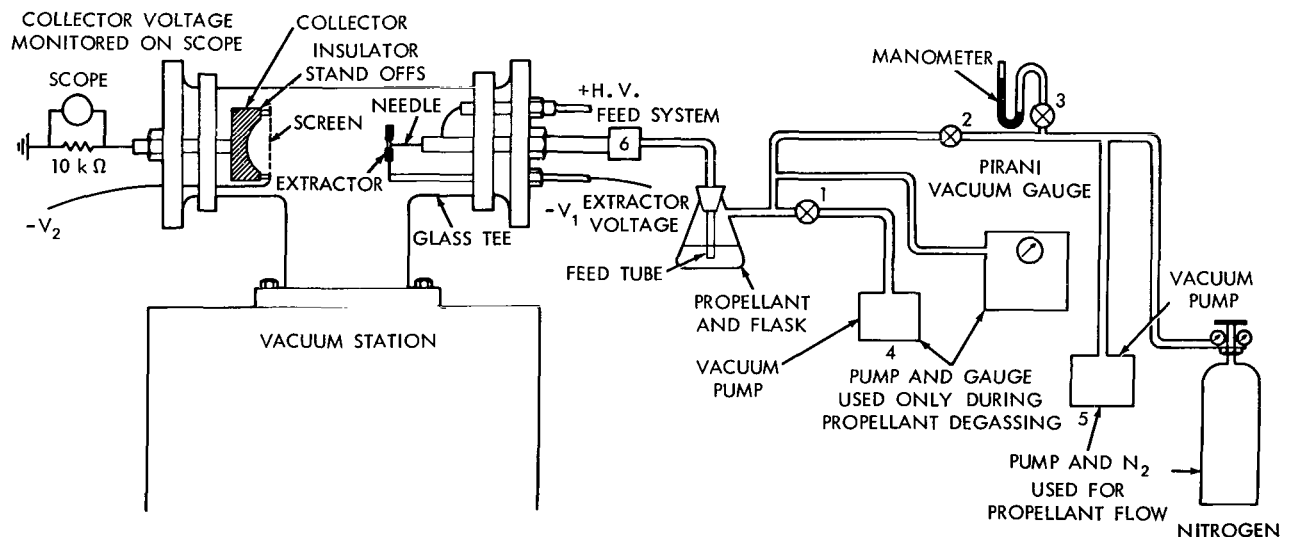 COLLECTOR VOLTAGE
MONITORED ON SCOPE
COLLECTOR
INSULATOR
STAND OFFS
SCOPE
10 k Ω
SCREEN
NEEDLE
EXTRACTOR
-V2
GLASS TEE
+H.V.
FEED SYSTEM
6
-V1
EXTRACTOR
VOLTAGE
FEED TUBE
VACUUM STATION
1
MANOMETER
2
3
PIRANI
VACUUM GAUGE
PROPELLANT
AND FLASK
VACUUM
PUMP
4
PUMP AND GAUGE
USED ONLY DURING
PROPELLANT DEGASSING
VACUUM
PUMP
5
PUMP AND N2
USED FOR
PROPELLANT FLOW
NITROGEN